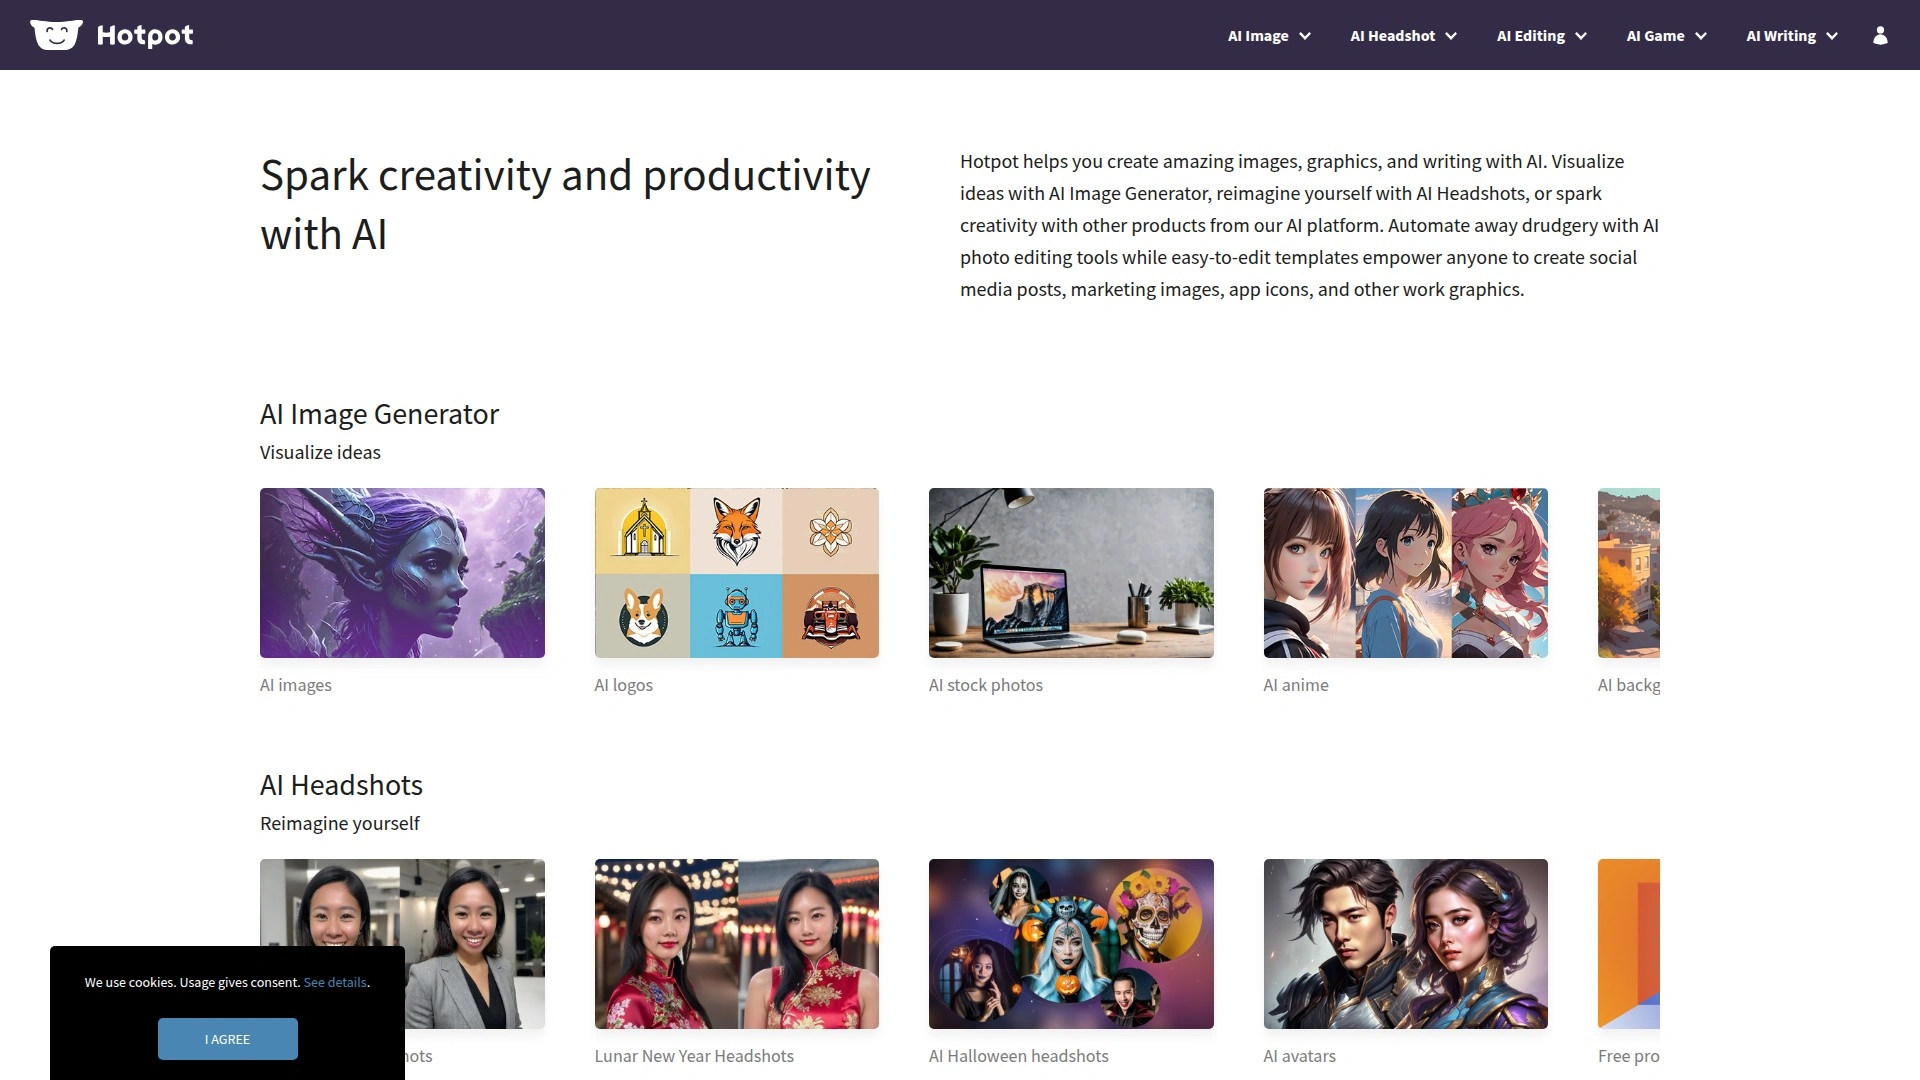 Hotpot
AI Image
AI Headshot
AI Editing
AI Game
AI Writing
Spark creativity and productivity
with AI
Hotpot helps you create amazing images, graphics, and writing with AI. Visualize
ideas with AI Image Generator, reimagine yourself with AI Headshots, or spark
creativity with other products from our AI platform. Automate away drudgery with AI
photo editing tools while easy-to-edit templates empower anyone to create social
media posts, marketing images, app icons, and other work graphics.
AI Image Generator
Visualize ideas
AI images
AI logos
AI stock photos
AI anime
AI backg
AI Headshots
Reimagine yourself
Lunar New Year Headshots
AI Halloween headshots
AI avatars
Free pro
We use cookies. Usage gives consent. See details.
I AGREE